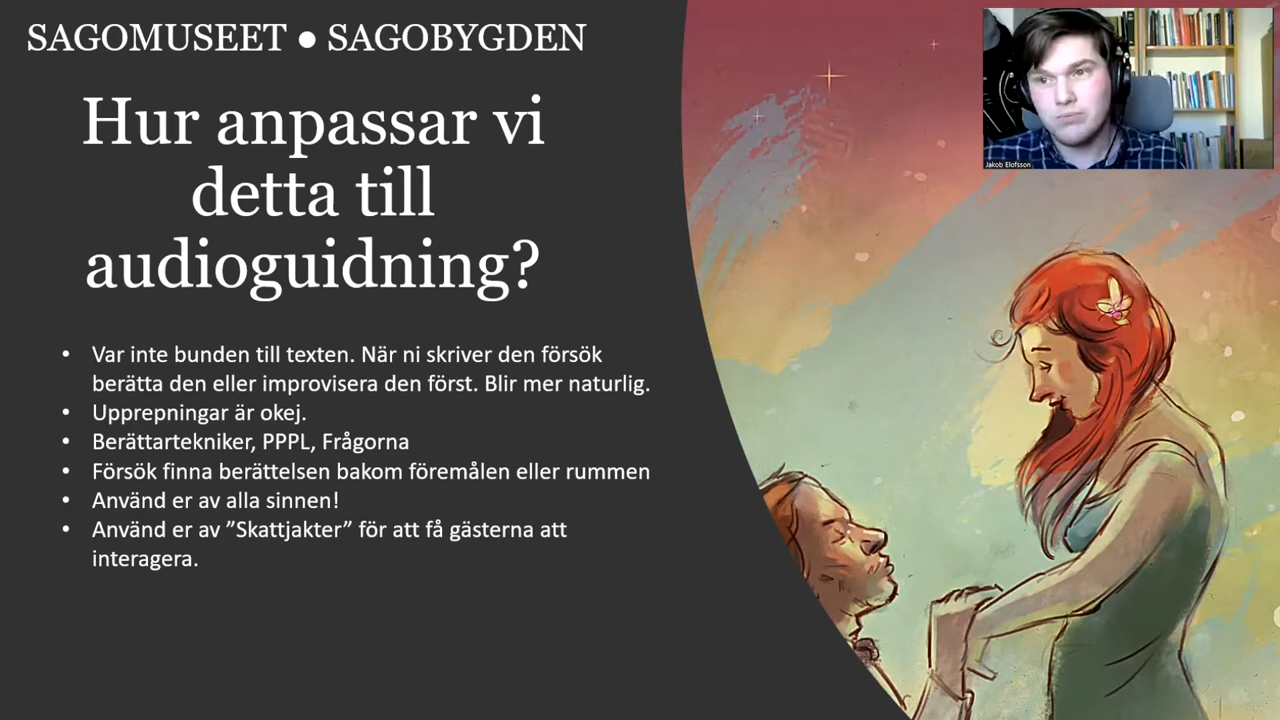 SAGOMUSEET ● SAGOBYGDEN
Hur anpassar vi
detta till
audioguidning?
• Var inte bunden till texten. När ni skriver den försök
berätta den eller improvisera den först. Blir mer naturlig.
• Upprepningar är okej.
• Berättartekniker, PPPL, Frågorna
• Försök finna berättelsen bakom föremålen eller rummen
• Använd er av alla sinnen!
• Använd er av ”Skattjakter” för att få gästerna att
interagera.
Jakob Elofsson